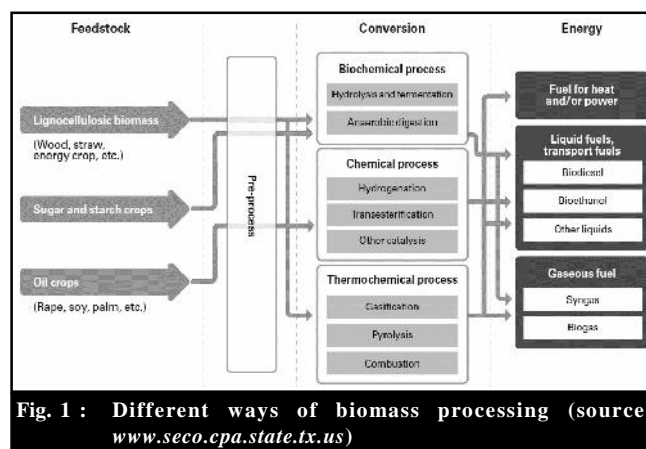 Feedstock
Conversion
Energy
Lignocellulosic biomass
(Wood, straw,
energy crop, etc.)
Sugar and starch crops
Oil crops
(Rape, soy, palm, etc.)
Pre-process
Biochemical process
Hydrolysis and fermentation
Anaerobic digestion
Chemical process
Hydrogenation
Transesterification
Other catalysis
Thermochemical process
Gasification
Pyrolysis
Combustion
Fuel for heat
and/or power
Liquid fuels,
transport fuels
Biodiesel
Bioethanol
Other liquids
Gaseous fuel
Syngas
Biogas
Fig. 1 : Different ways of biomass processing (source
www.seco.cpa.state.tx.us)